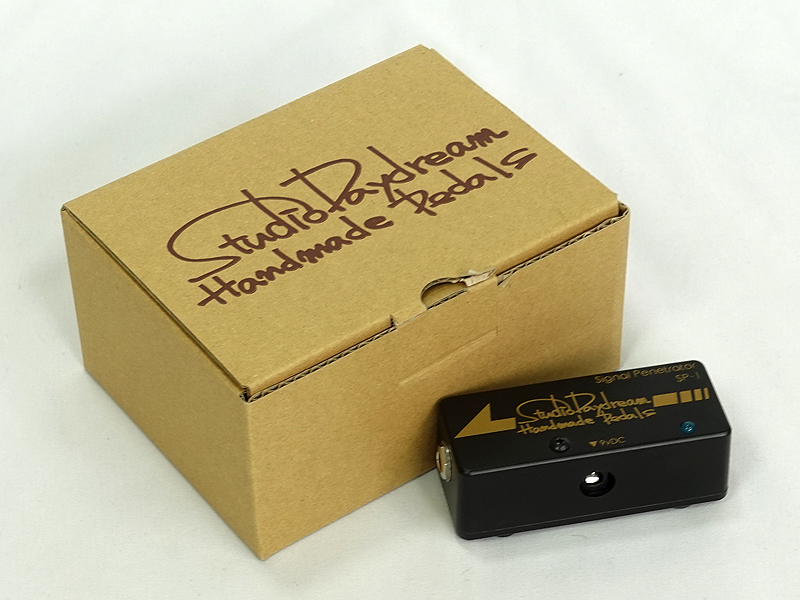 StudioDaydream
Handmade Pedals
Signal Penetrator
SP-1
StudioDaydream
Handmade Pedals
▼9vDC